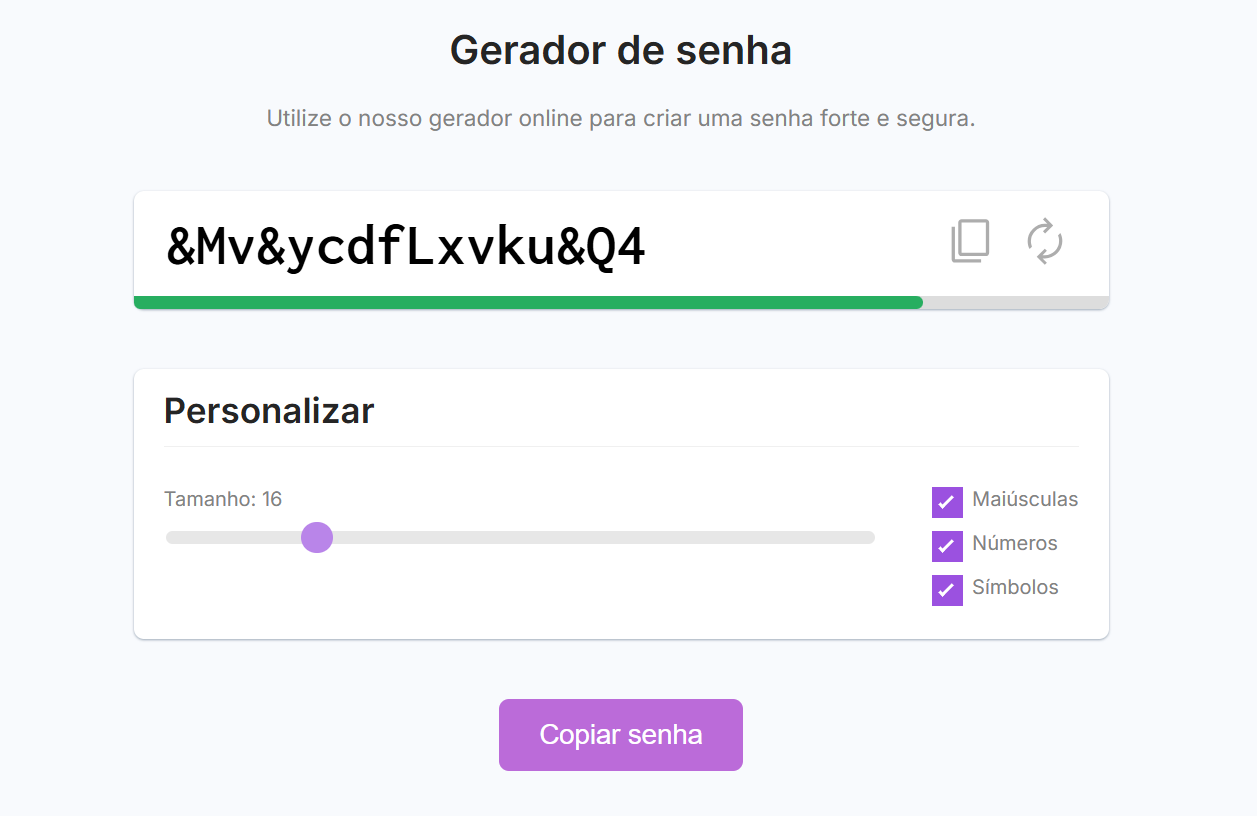 Gerador de senha
Utilize o nosso gerador online para criar uma senha forte e segura.
&Mv&ycdfLxvku&Q4
Personalizar
Tamanho: 16
Maiúsculas
Números
Símbolos
Copiar senha